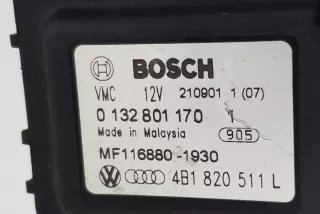 BOSCH
VMC 12V 210901 1 (07)
0 132 801 170 1
Made in Malaysia 905
MF116880-1930
4B1 820 511 L